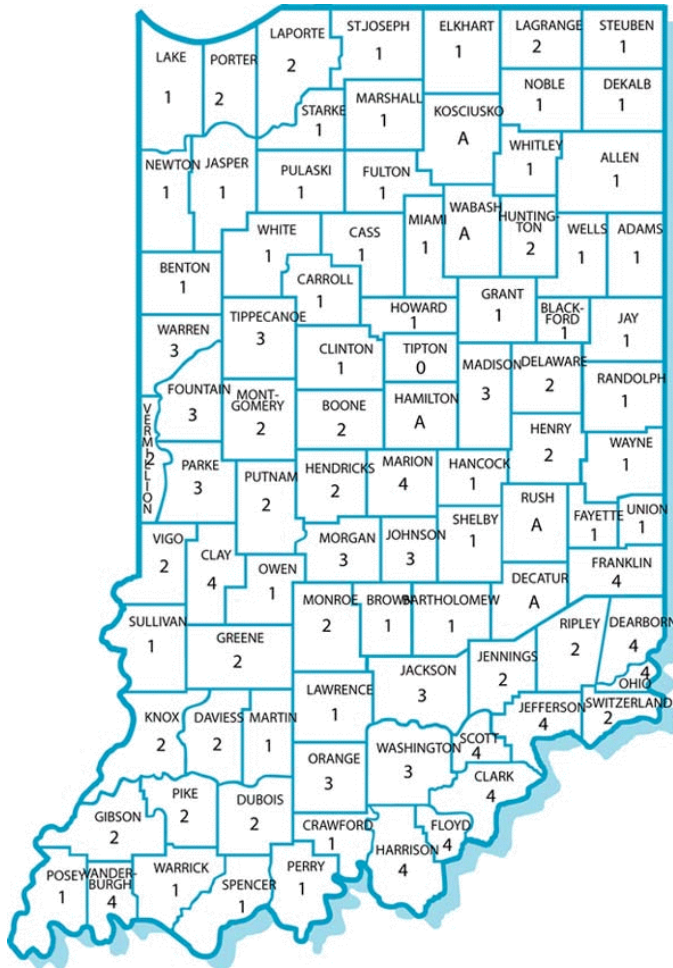 ST.JOSEPH
1
ELKHART
1
LAGRANGE
2
STEUBEN
1
LAKE
1
PORTER
2
LAPORTE
2
NOBLE
1
DEKALB
1
STARKE
1
MARSHALL
1
KOSCIUSKO
A
WHITLEY
1
ALLEN
1
NEWTON
1
JASPER
1
PULASKI
1
FULTON
1
MIAMI
1
WABASH
A
HUNTING-
TON
2
WELLS
1
ADAMS
1
WHITE
1
CASS
1
BENTON
1
CARROLL
1
HOWARD
1
GRANT
1
BLACK-
FORD
1
JAY
1
WARREN
3
TIPPECANOE
3
CLINTON
1
TIPTON
0
MADISON
3
DELAWARE
2
RANDOLPH
1
FOUNTAIN
3
MONT-
GOMERY
2
BOONE
2
HAMILTON
A
HENRY
2
WAYNE
1
VERMILLION
2
PARKE
3
PUTNAM
2
HENDRICKS
2
MARION
4
HANCOCK
1
RUSH
A
FAYETTE
1
UNION
1
VIGO
2
CLAY
4
OWEN
1
MORGAN
3
JOHNSON
3
SHELBY
1
DECATUR
A
FRANKLIN
4
SULLIVAN
1
GREENE
2
MONROE
2
BROWN
1
BARTHOLOMEW
1
RIPLEY
2
DEARBORN
4
JACKSON
3
JENNINGS
2
4
OHIO
KNOX
2
DAVIESS
2
MARTIN
1
LAWRENCE
1
JEFFERSON
4
SWITZERLAND
2
ORANGE
3
WASHINGTON
3
SCOTT
4
CLARK
4
GIBSON
2
PIKE
2
DUBOIS
2
CRAWFORD
1
HARRISON
4
FLOYD
4
POSEY
1
VANDER-
BURGH
4
WARRICK
1
SPENCER
1
PERRY
1